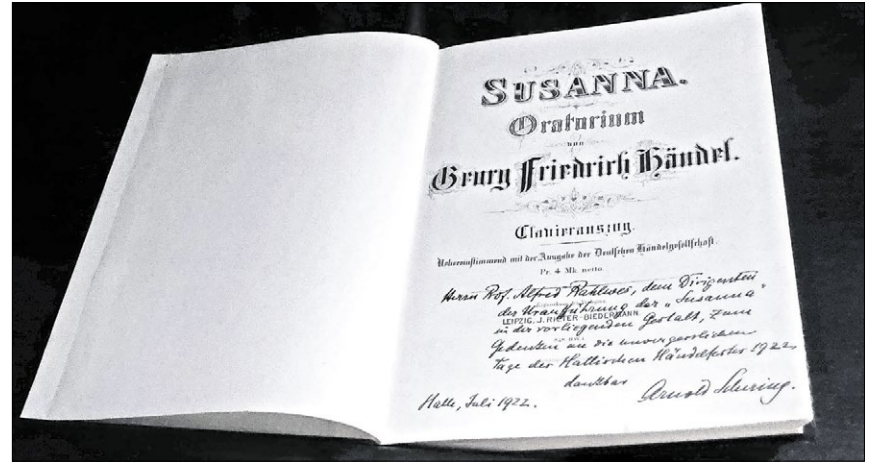 SUSANNA.
Oratorium
von
Georg Friedrich Händel.
Clavierauszug.
Uebereinstimmend mit der Ausgabe der Deutschen Händelgesellschaft.
Pr. 4 Mk. netto.
Herrn Prof. Alfred Rahlwes, dem Dirigenten
der Uraufführung der „Susanna"
LEIPZIG, J. RIETER-BIEDERMANN.
in der vorliegenden Gestalt, zum
Gedenken an die unvergesslichen
Tage des Hallischen Händelfestes 1922.
dankbar
Arnold Schering.
Halle, Juli 1922.